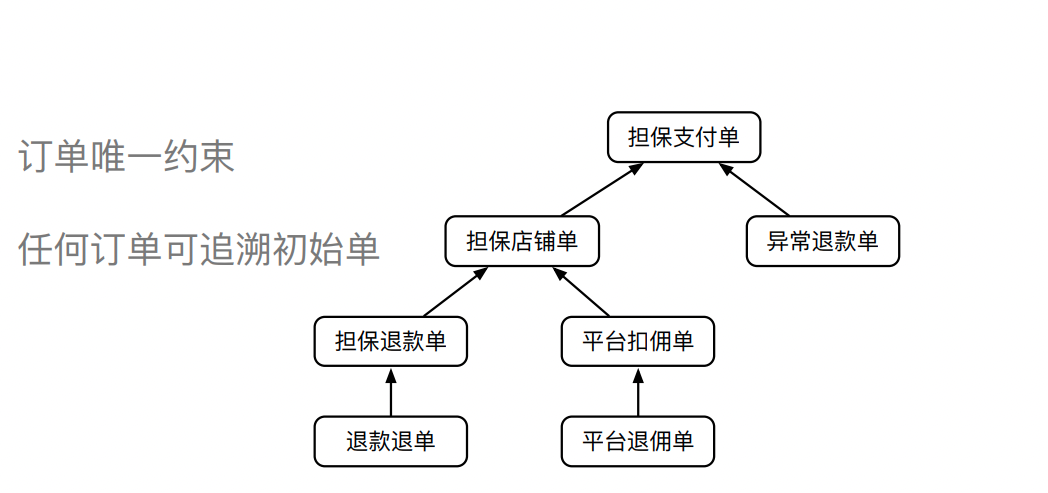 订单唯一约束
任何订单可追溯初始单
担保支付单
担保店铺单
异常退款单
担保退款单
平台扣佣单
退款退单
平台退佣单